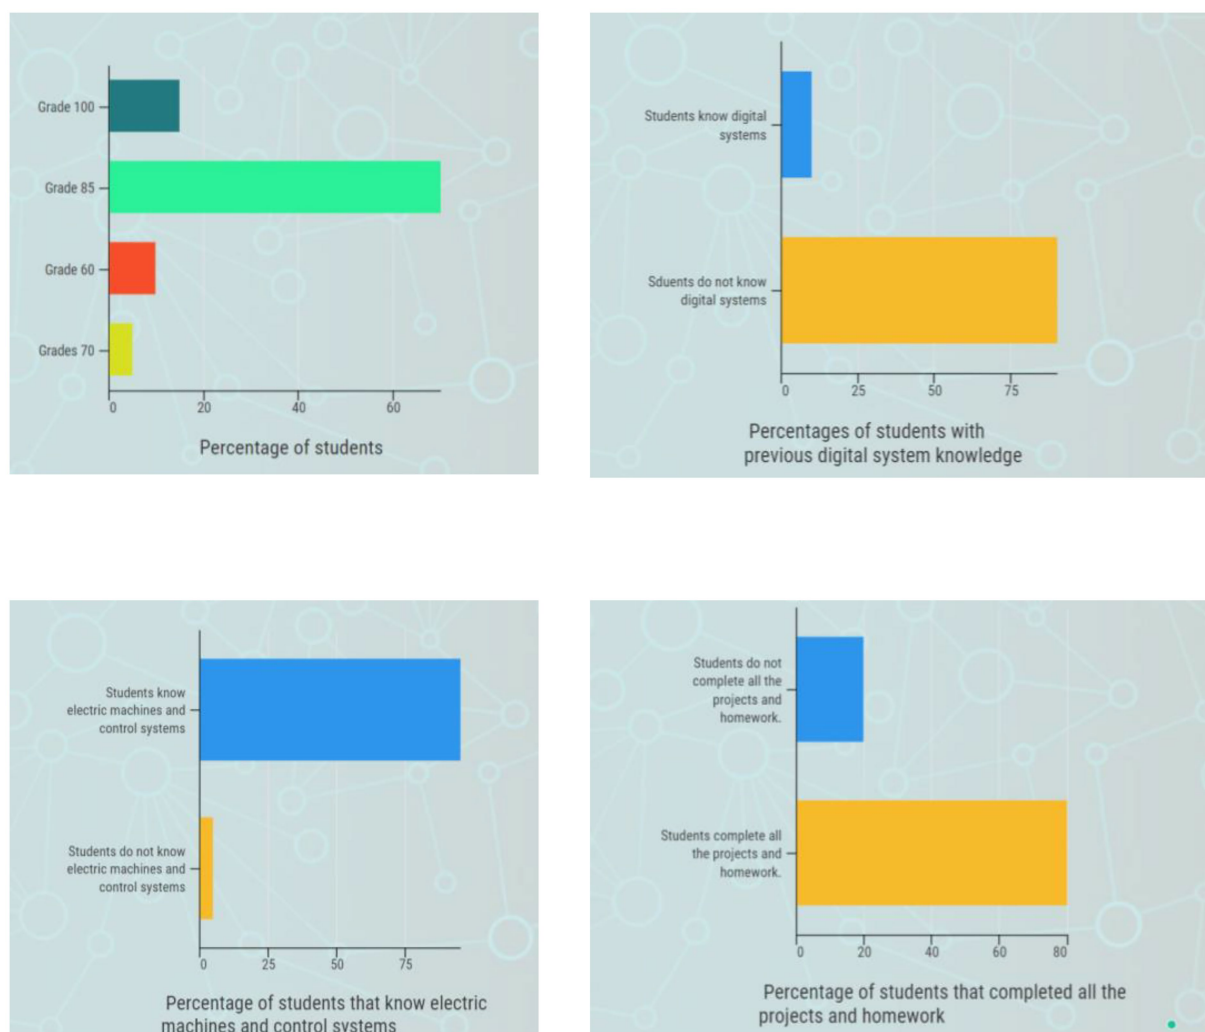 Grade 100
Grade 85
Grade 60
Grades 70
0 20 40 60
Percentage of students
Students know digital
systems
Sduents do not know
digital systems
0 25 50 75
Percentages of students with
previous digital system knowledge
Students know
electric machines and
control systems
Students do not know
electric machines and
control systems
0 25 50 75
Percentage of students that know electric
machines and control systems
Students do not
complete all the
projects and
homework.
Students complete all
the projects and
homework.
0 20 40 60 80
Percentage of students that completed all the
projects and homework